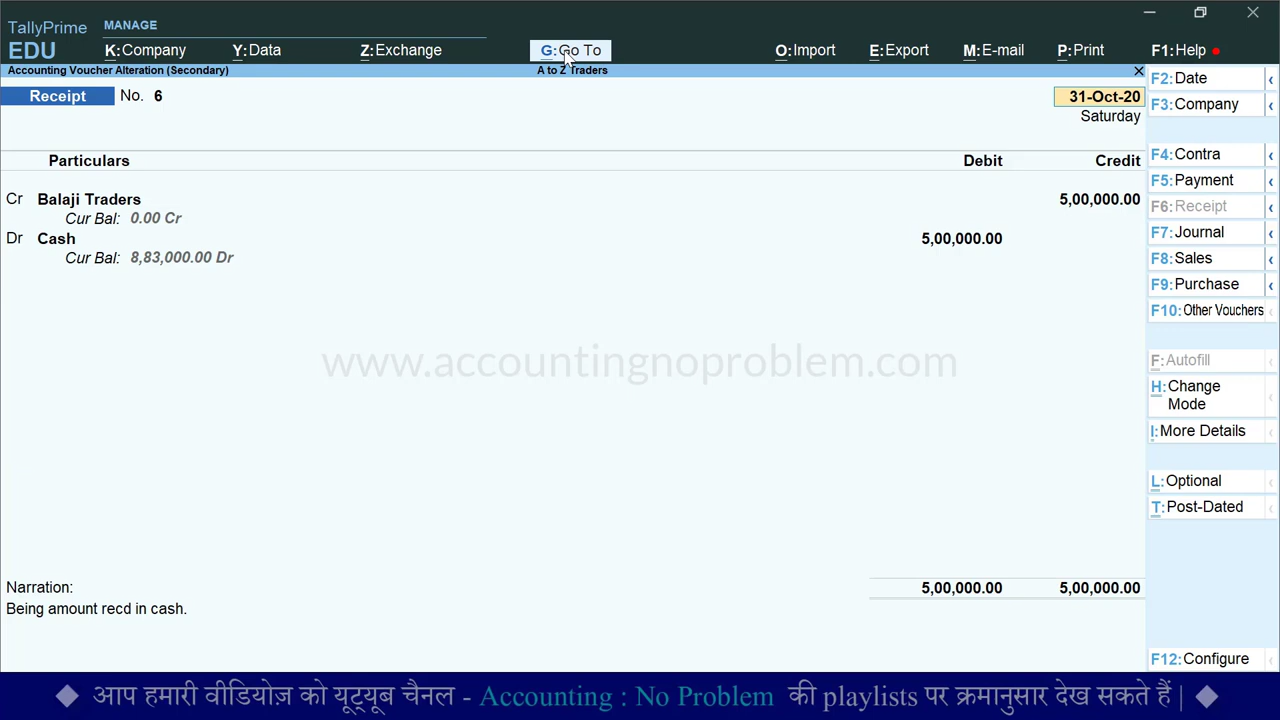 TallyPrime
MANAGE
EDU
K:Company Y:Data Z:Exchange G:Go To O:Import E:Export M:E-mail P:Print F1:Help
Accounting Voucher Alteration (Secondary) A to Z Traders
Receipt No. 6 31-Oct-20
Saturday
Particulars Debit Credit
Cr Balaji Traders 5,00,000.00
Cur Bal: 0.00 Cr
Dr Cash 5,00,000.00
Cur Bal: 8,83,000.00 Dr
www.accountingnoproblem.com
Narration: 5,00,000.00 5,00,000.00
Being amount recd in cash.
F2:Date
F3:Company
F4:Contra
F5:Payment
F6:Receipt
F7:Journal
F8:Sales
F9:Purchase
F10:Other Vouchers
F:Autofill
H:Change
Mode
I:More Details
L:Optional
T:Post-Dated
F12:Configure
◆ आप हमारी वीडियोज़ को यूट्यूब चैनल - Accounting : No Problem की playlists पर क्रमानुसार देख सकते हैं | ◆